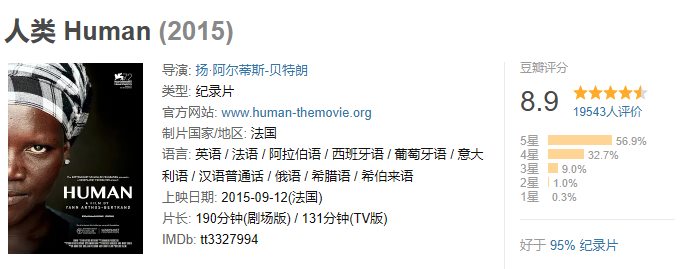 人类 Human (2015)
HUMAN
A FILM BY
YANN ARTHUS-BERTRAND
导演: 扬·阿尔蒂斯-贝特朗
类型: 纪录片
官方网站: www.human-themovie.org
制片国家/地区: 法国
语言: 英语 / 法语 / 阿拉伯语 / 西班牙语 / 葡萄牙语 / 意大
利语 / 汉语普通话 / 俄语 / 希腊语 / 希伯来语
上映日期: 2015-09-12(法国)
片长: 190分钟(剧场版) / 131分钟(TV版)
IMDb: tt3327994
豆瓣评分
8.9
19543人评价
5星 56.9%
4星 32.7%
3星 9.0%
2星 1.0%
1星 0.3%
好于 95% 纪录片